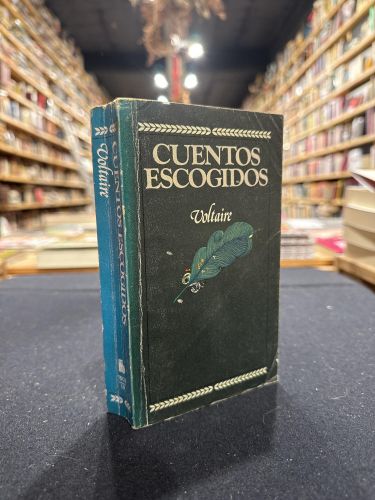 CUENTOS
ESCOGIDOS
Voltaire
Voltaire
CUENTOS ESCOGIDOS